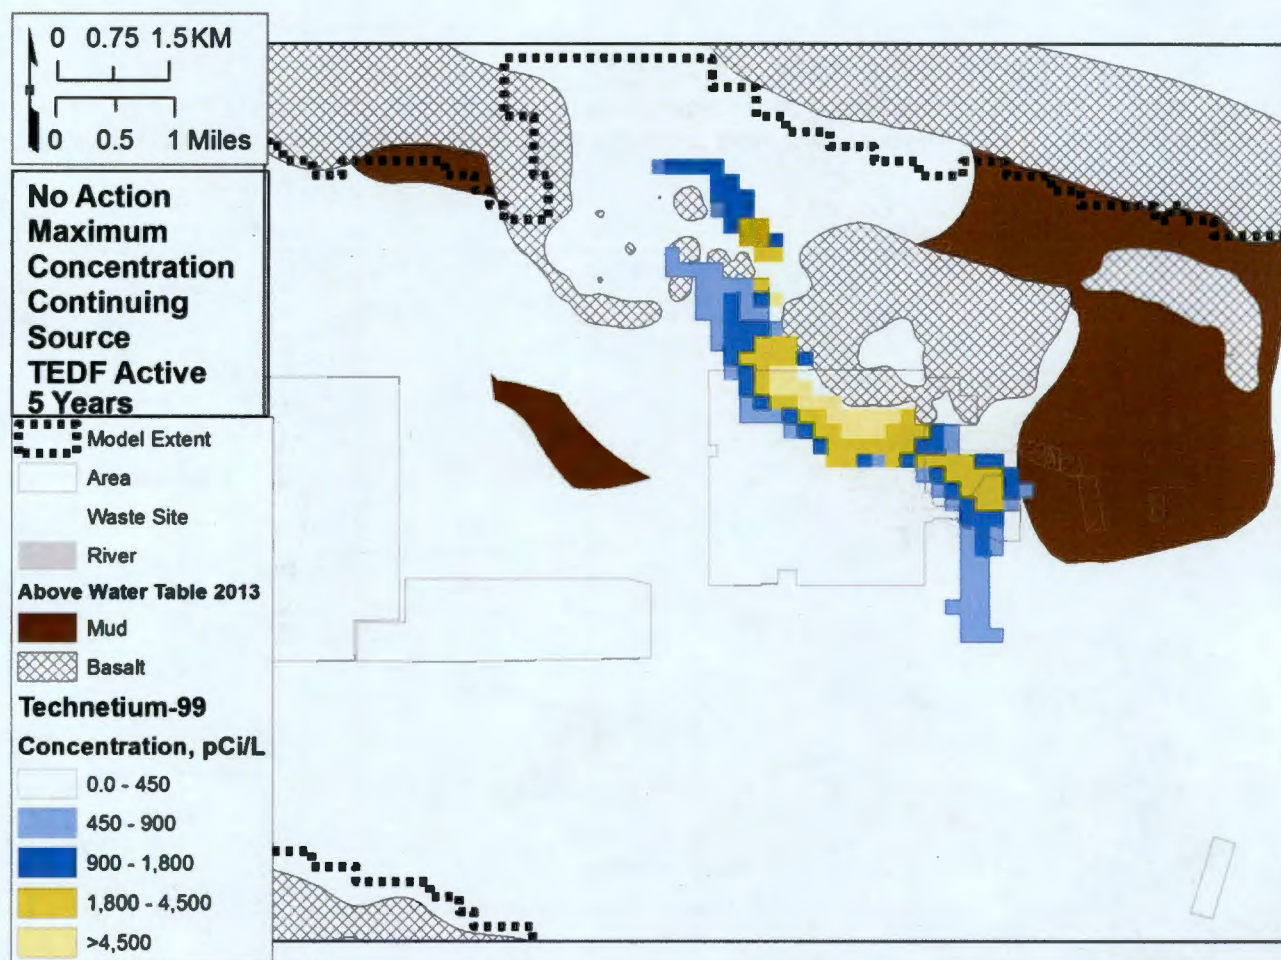 0 0.75 1.5 KM
0 0.5 1 Miles
No Action
Maximum
Concentration
Continuing
Source
TEDF Active
5 Years
Model Extent
Area
Waste Site
River
Above Water Table 2013
Mud
Basalt
Technetium-99
Concentration, pCi/L
0.0 - 450
450 - 900
900 - 1,800
1,800 - 4,500
>4,500